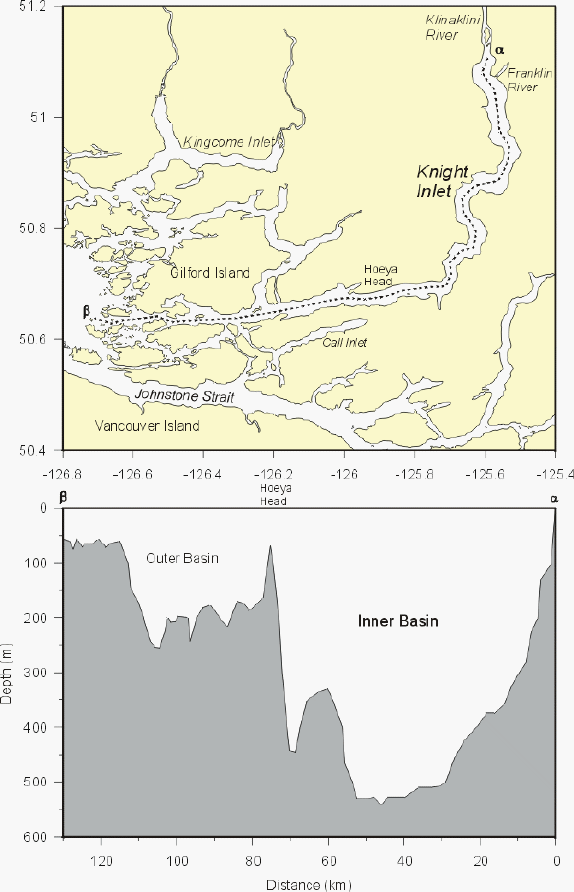 51.2
51
50.8
50.6
50.4
-126.8 -126.6 -126.4 -126.2 -126 -125.8 -125.6 -125.4
Klinaklini
River
α
Franklin
River
Kingcome Inlet
Knight
Inlet
Gilford Island
Hoeya
Head
β
Call Inlet
Johnstone Strait
Vancouver Island
β
Hoeya
Head
α
0
100
200
300
400
500
600
Depth [m]
Outer Basin
Inner Basin
120 100 80 60 40 20 0
Distance (km)